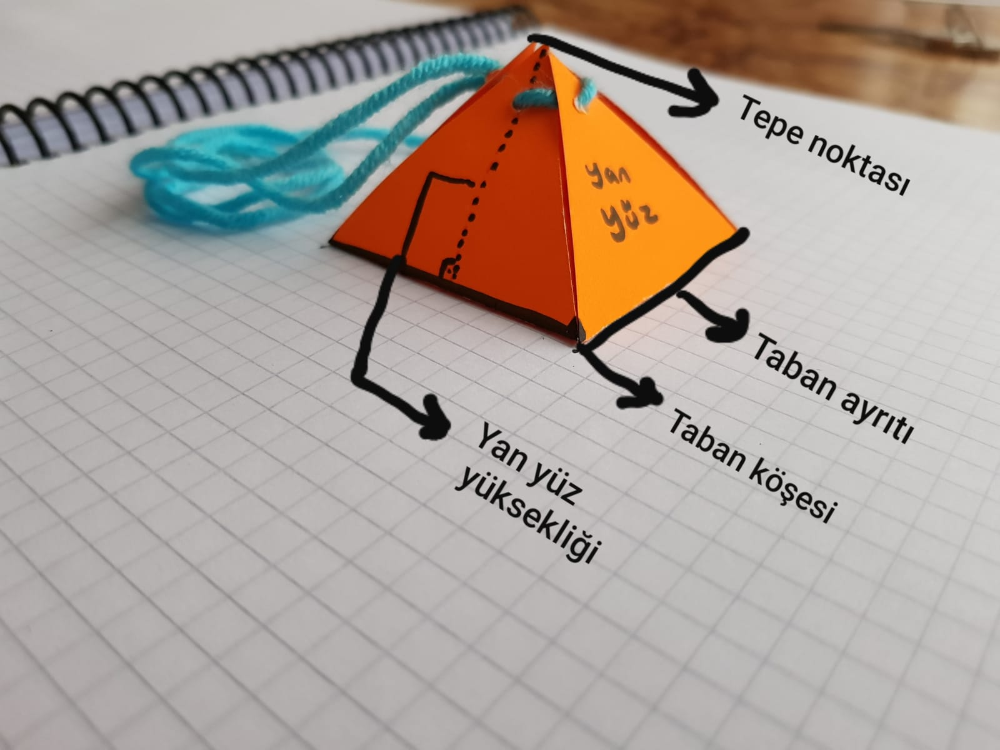 Tepe noktası
yan
yüz
Taban ayrıtı
Taban köşesi
Yan yüz
yüksekliği